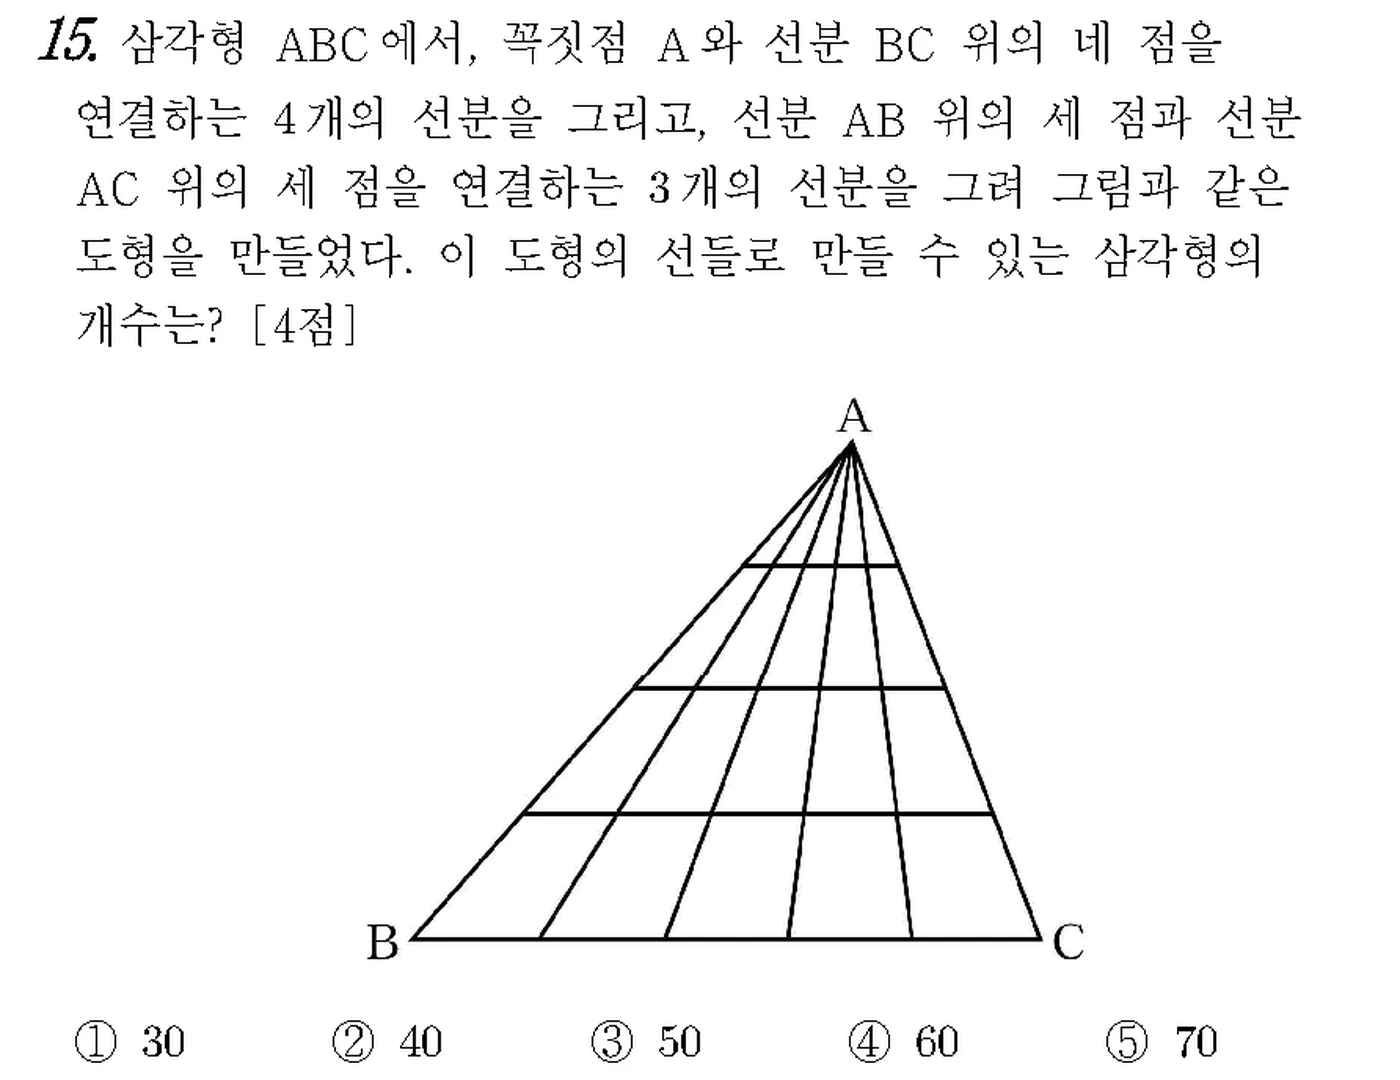 15. 삼각형 ABC에서, 꼭짓점 A와 선분 BC 위의 네 점을
연결하는 4개의 선분을 그리고, 선분 AB 위의 세 점과 선분
AC 위의 세 점을 연결하는 3개의 선분을 그려 그림과 같은
도형을 만들었다. 이 도형의 선들로 만들 수 있는 삼각형의
개수는? [4점]
A
B
C
① 30 ② 40 ③ 50 ④ 60 ⑤ 70